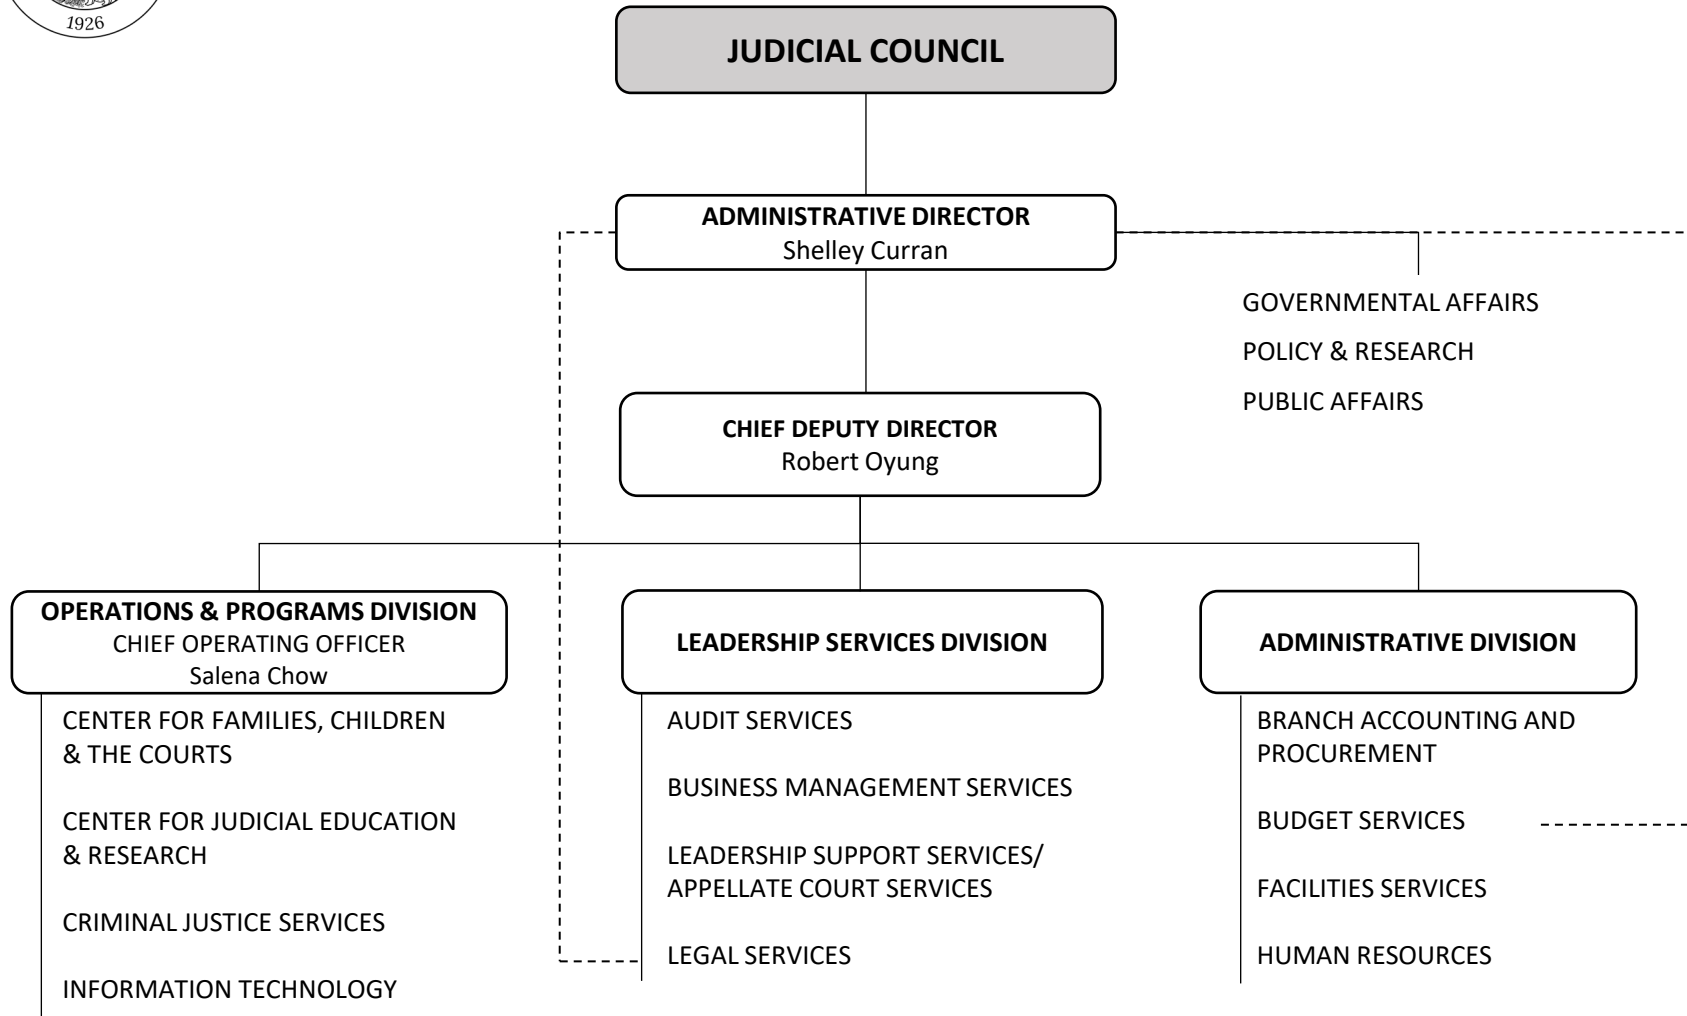 1926
JUDICIAL COUNCIL
ADMINISTRATIVE DIRECTOR
Shelley Curran
GOVERNMENTAL AFFAIRS
POLICY & RESEARCH
PUBLIC AFFAIRS
CHIEF DEPUTY DIRECTOR
Robert Oyung
OPERATIONS & PROGRAMS DIVISION
CHIEF OPERATING OFFICER
Salena Chow
CENTER FOR FAMILIES, CHILDREN
& THE COURTS
CENTER FOR JUDICIAL EDUCATION
& RESEARCH
CRIMINAL JUSTICE SERVICES
INFORMATION TECHNOLOGY
LEADERSHIP SERVICES DIVISION
AUDIT SERVICES
BUSINESS MANAGEMENT SERVICES
LEADERSHIP SUPPORT SERVICES/
APPELLATE COURT SERVICES
LEGAL SERVICES
ADMINISTRATIVE DIVISION
BRANCH ACCOUNTING AND
PROCUREMENT
BUDGET SERVICES
FACILITIES SERVICES
HUMAN RESOURCES